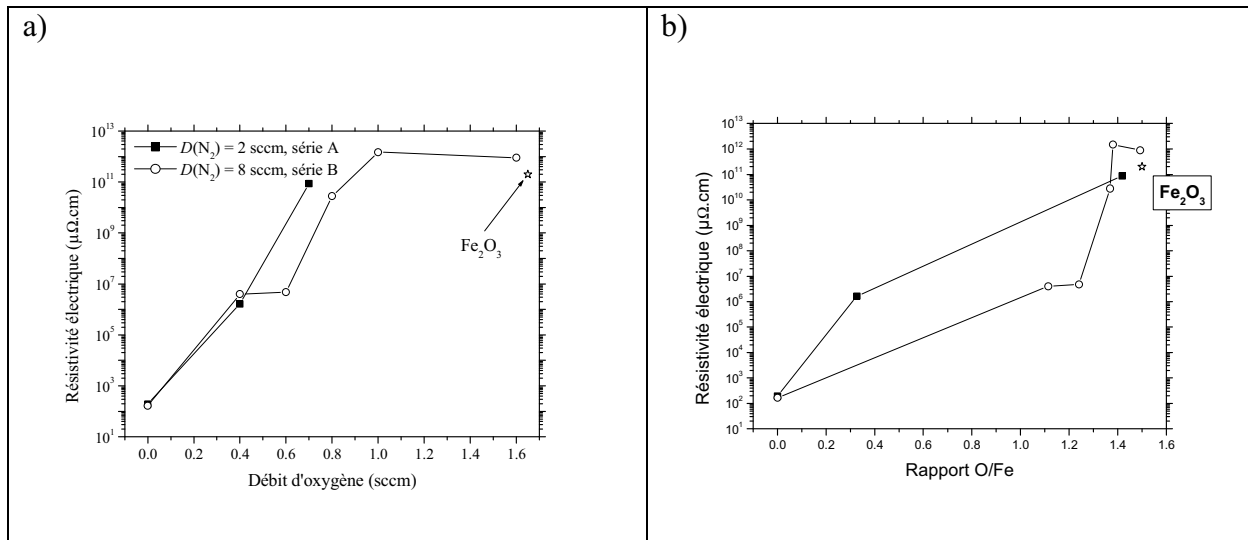 a)
10^13
10^11
10^9
10^7
10^5
10^3
10^1
Résistivité électrique (μΩ.cm)
D(N₂) = 2 sccm, série A
D(N₂) = 8 sccm, série B
Fe₂O₃
0.0 0.2 0.4 0.6 0.8 1.0 1.2 1.4 1.6
Débit d'oxygène (sccm)
b)
10^13
10^12
10^11
10^10
10^9
10^8
10^7
10^6
10^5
10^4
10^3
10^2
10^1
Résistivité électrique (μΩ.cm)
Fe₂O₃
0.0 0.2 0.4 0.6 0.8 1.0 1.2 1.4 1.6
Rapport O/Fe